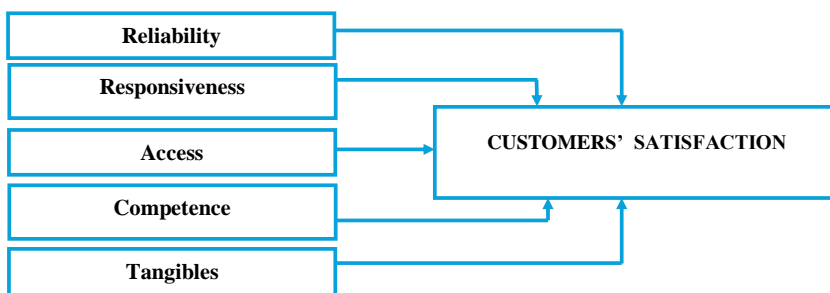 Reliability
Responsiveness
Access
Competence
Tangibles
CUSTOMERS' SATISFACTION